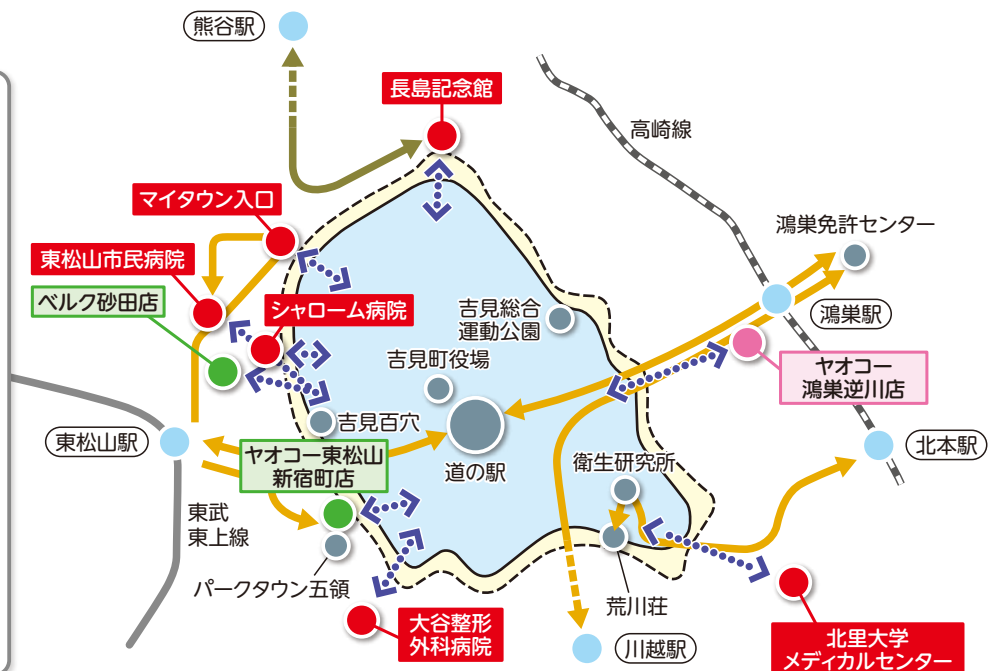 熊谷駅
長島記念館
高崎線
マイタウン入口
鴻巣免許センター
東松山市民病院
ベルク砂田店
シャローム病院
吉見総合
運動公園
鴻巣駅
吉見町役場
ヤオコー
鴻巣逆川店
吉見百穴
東松山駅
ヤオコー東松山
新宿町店
道の駅
衛生研究所
北本駅
東武
東上線
パークタウン五領
荒川荘
大谷整形
外科病院
川越駅
北里大学
メディカルセンター